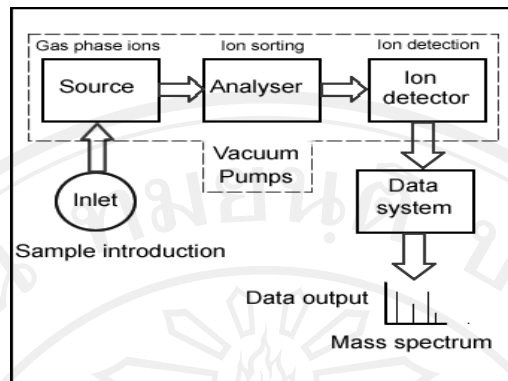 Gas phase ions
Ion sorting
Ion detection
Source
Analyser
Ion
detector
Vacuum
Pumps
Inlet
Data
system
Sample introduction
Data output
Mass spectrum